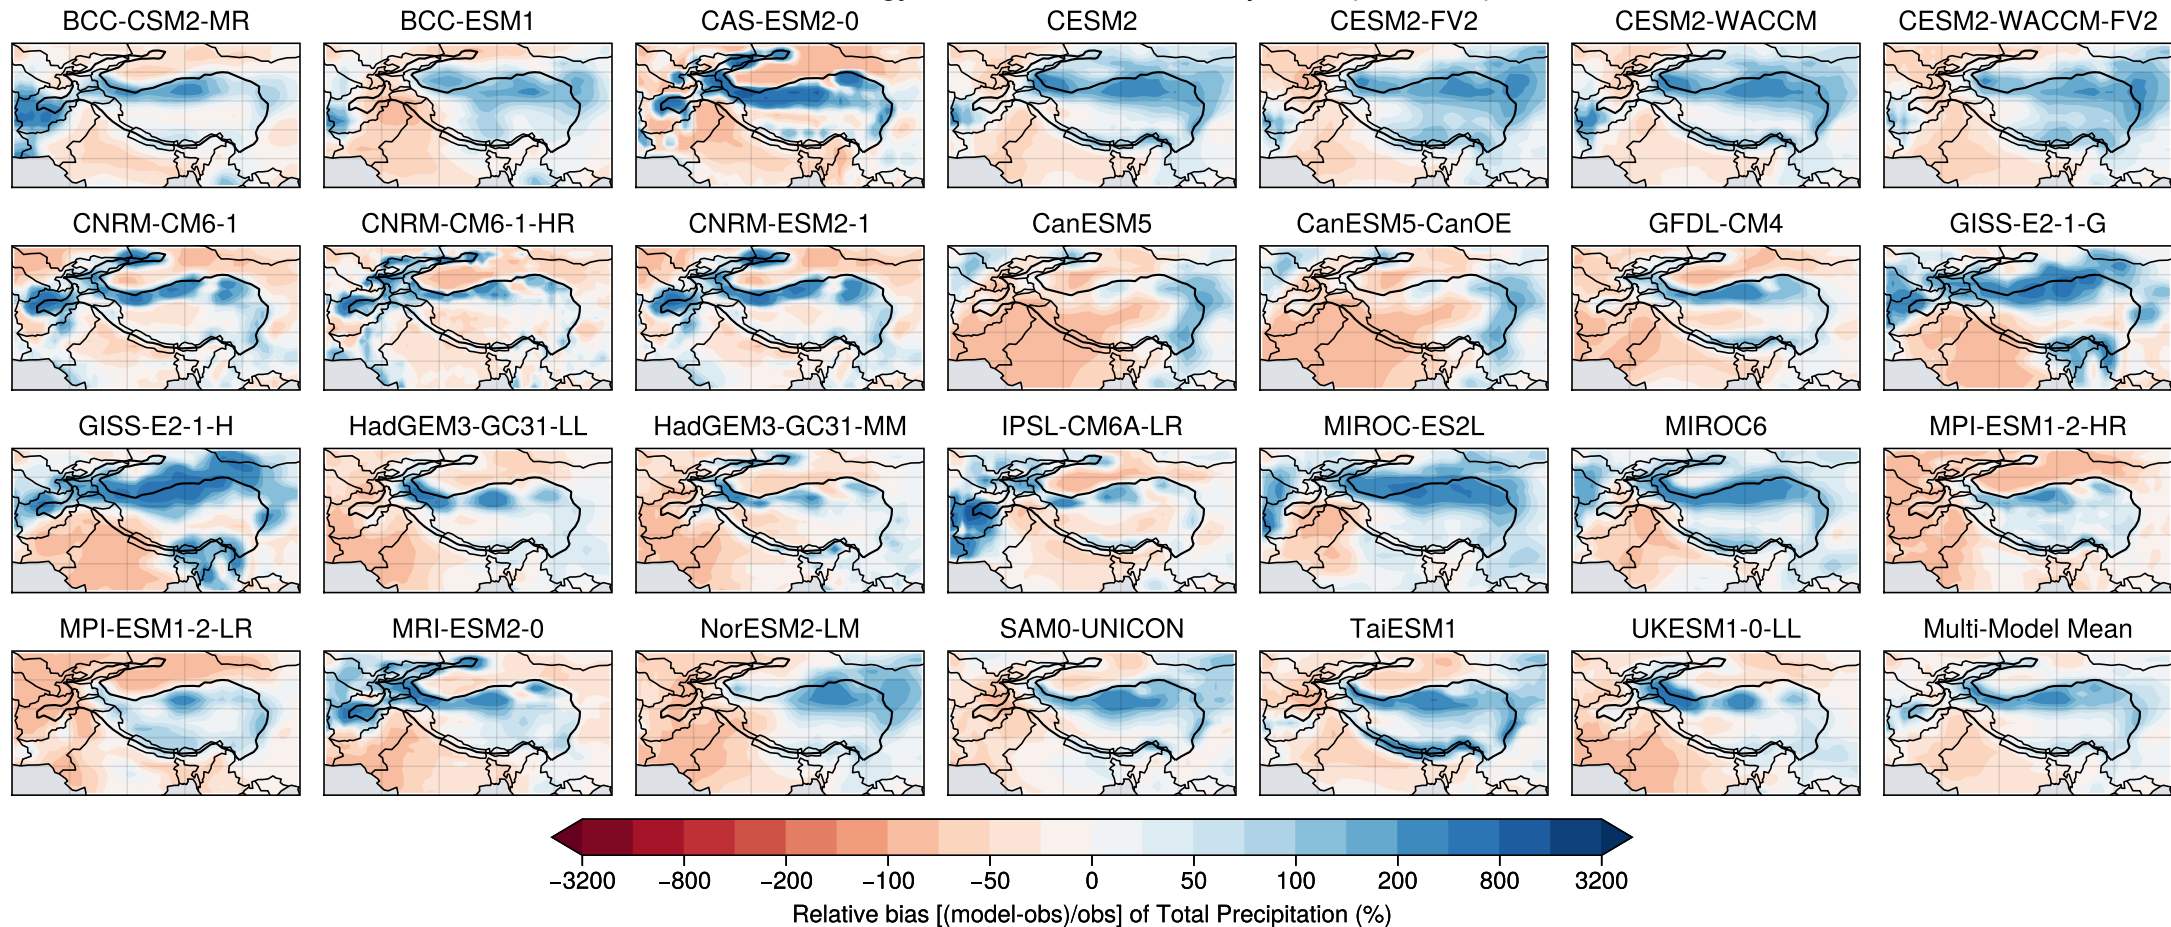 BCC-CSM2-MR BCC-ESM1 CAS-ESM2-0 CESM2 CESM2-FV2 CESM2-WACCM CESM2-WACCM-FV2
CNRM-CM6-1 CNRM-CM6-1-HR CNRM-ESM2-1 CanESM5 CanESM5-CanOE GFDL-CM4 GISS-E2-1-G
GISS-E2-1-H HadGEM3-GC31-LL HadGEM3-GC31-MM IPSL-CM6A-LR MIROC-ES2L MIROC6 MPI-ESM1-2-HR
MPI-ESM1-2-LR MRI-ESM2-0 NorESM2-LM SAM0-UNICON TaiESM1 UKESM1-0-LL Multi-Model Mean
−3200 −800 −200 −100 −50 0 50 100 200 800 3200
Relative bias [(model-obs)/obs] of Total Precipitation (%)